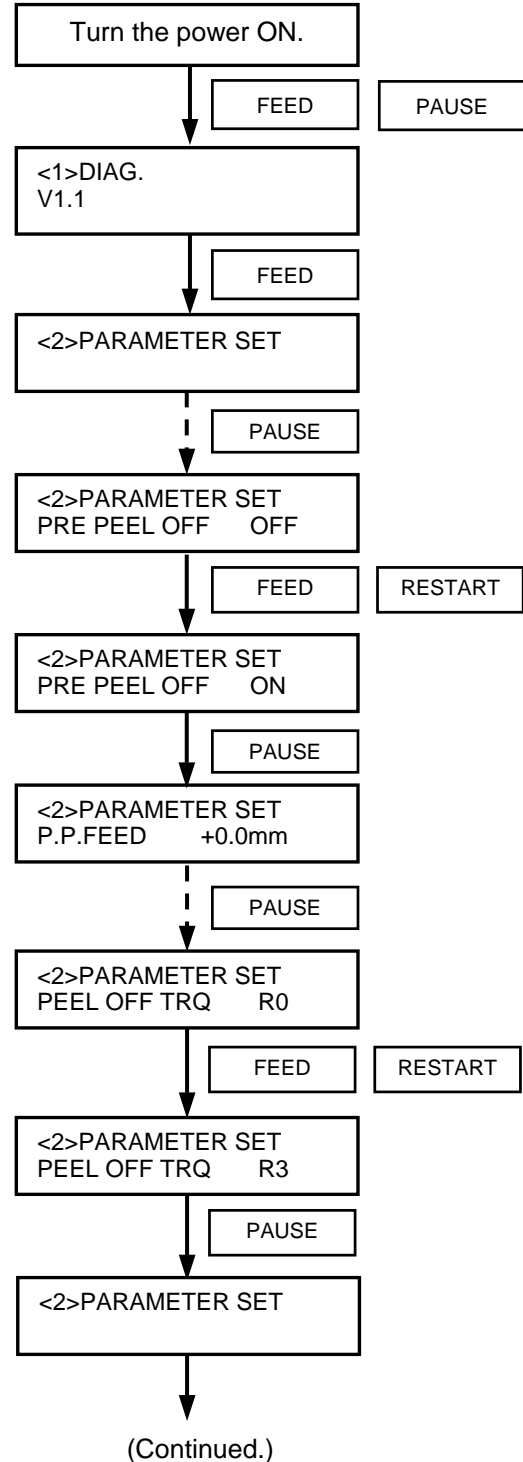 Turn the power ON.
FEED PAUSE
<1>DIAG.
V1.1
FEED
<2>PARAMETER SET
PAUSE
<2>PARAMETER SET
PRE PEEL OFF OFF
FEED RESTART
<2>PARAMETER SET
PRE PEEL OFF ON
PAUSE
<2>PARAMETER SET
P.P.FEED +0.0mm
PAUSE
<2>PARAMETER SET
PEEL OFF TRQ R0
FEED RESTART
<2>PARAMETER SET
PEEL OFF TRQ R3
PAUSE
<2>PARAMETER SET
(Continued.)